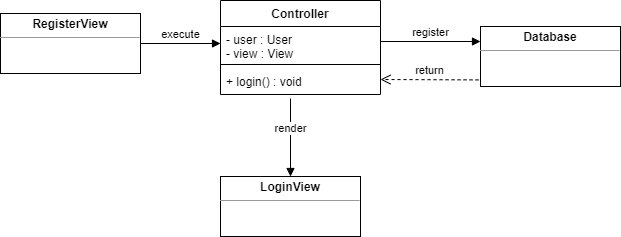 RegisterView
execute
Controller
- user : User
- view : View
+ login() : void
register
return
Database
render
LoginView